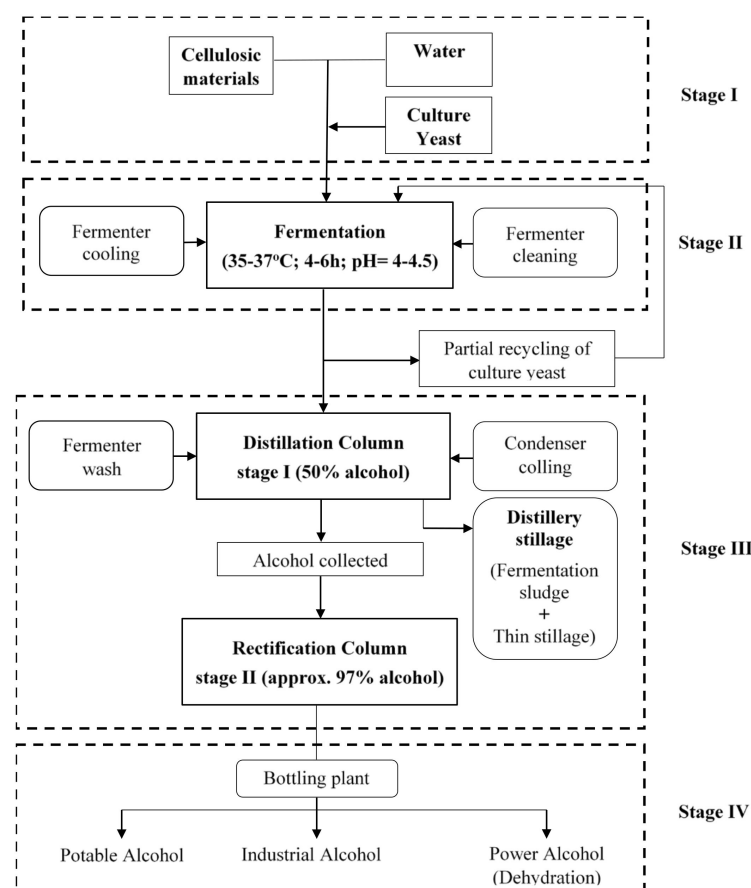 Cellulosic
materials
Water
Stage I
Culture
Yeast
Fermenter
cooling
Fermentation
(35-37°C; 4-6h; pH= 4-4.5)
Fermenter
cleaning
Stage II
Partial recycling of
culture yeast
Fermenter
wash
Distillation Column
stage I (50% alcohol)
Condenser
colling
Distillery
stillage
(Fermentation
sludge
+
Thin stillage)
Stage III
Alcohol collected
Rectification Column
stage II (approx. 97% alcohol)
Bottling plant
Stage IV
Potable Alcohol
Industrial Alcohol
Power Alcohol
(Dehydration)